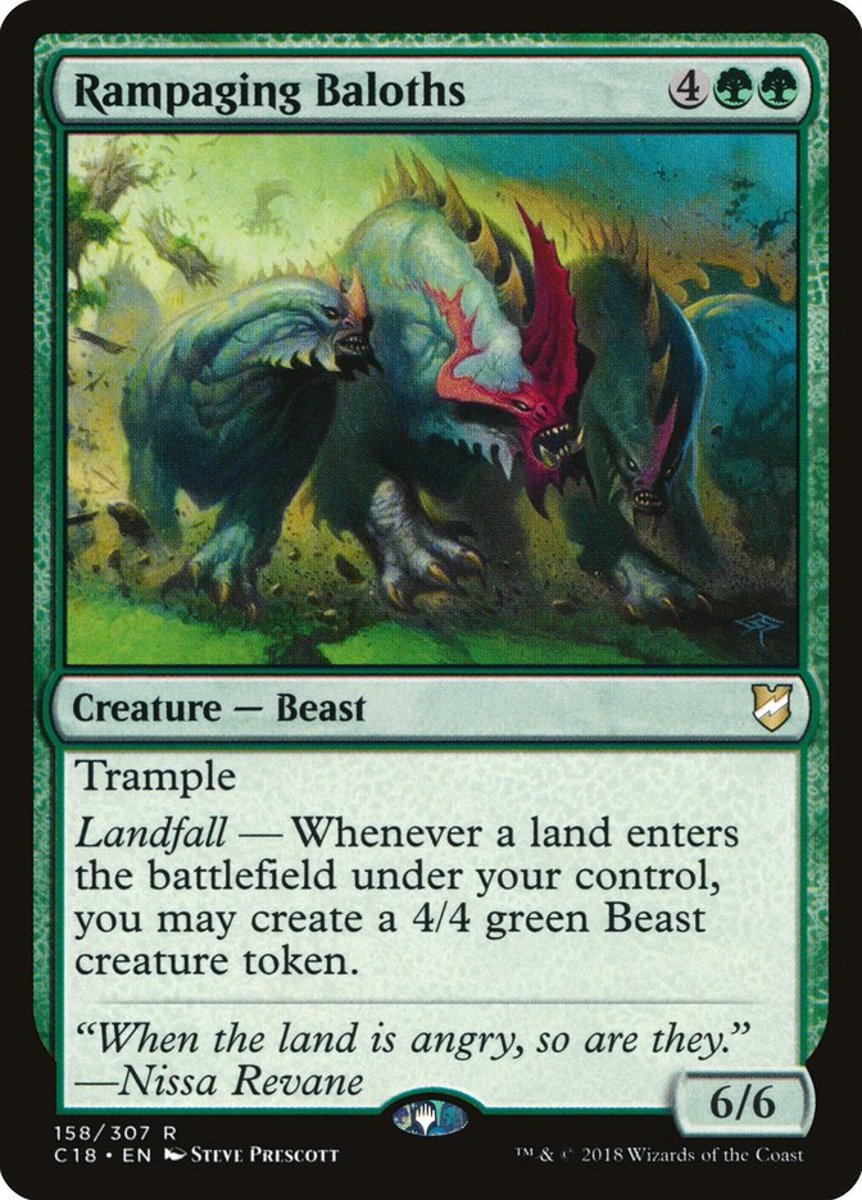 Rampaging Baloths 4
Creature — Beast
Trample
Landfall — Whenever a land enters
the battlefield under your control,
you may create a 4/4 green Beast
creature token.
“When the land is angry, so are they.”
—Nissa Revane
6/6
158/307 R
C18 • EN Steve Prescott
™ & © 2018 Wizards of the Coast